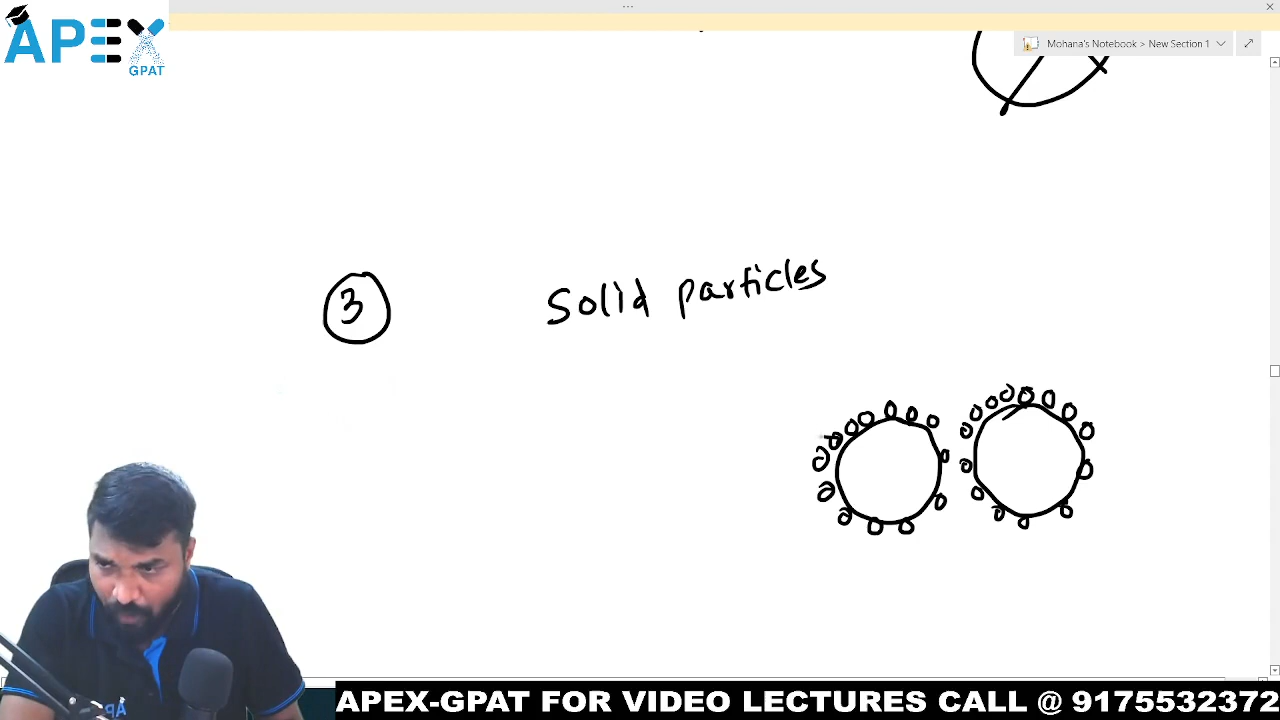 APEX
GPAT
Mohana's Notebook > New Section 1
3
Solid particles
APEX-GPAT FOR VIDEO LECTURES CALL @ 9175532372